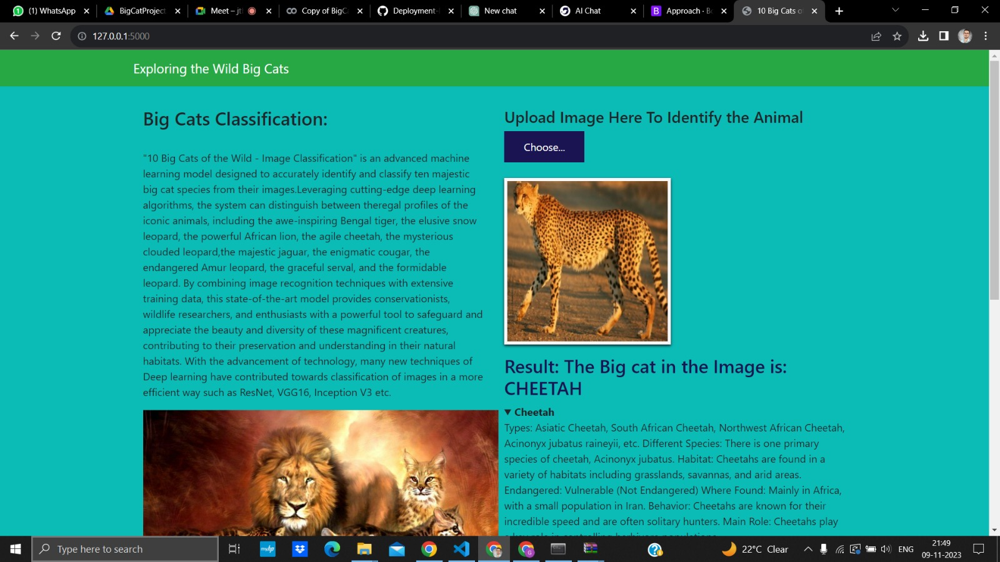 (1) WhatsApp
BigCatProject
Meet – jt
Copy of BigC
Deployment-
New chat
AI Chat
Approach · B
10 Big Cats o
127.0.0.1:5000
Exploring the Wild Big Cats
Big Cats Classification:
"10 Big Cats of the Wild - Image Classification" is an advanced machine
learning model designed to accurately identify and classify ten majestic
big cat species from their images.Leveraging cutting-edge deep learning
algorithms, the system can distinguish between theregal profiles of the
iconic animals, including the awe-inspiring Bengal tiger, the elusive snow
leopard, the powerful African lion, the agile cheetah, the mysterious
clouded leopard,the majestic jaguar, the enigmatic cougar, the
endangered Amur leopard, the graceful serval, and the formidable
leopard. By combining image recognition techniques with extensive
training data, this state-of-the-art model provides conservationists,
wildlife researchers, and enthusiasts with a powerful tool to safeguard and
appreciate the beauty and diversity of these magnificent creatures,
contributing to their preservation and understanding in their natural
habitats. With the advancement of technology, many new techniques of
Deep learning have contributed towards classification of images in a more
efficient way such as ResNet, VGG16, Inception V3 etc.
Upload Image Here To Identify the Animal
Choose...
Result: The Big cat in the Image is:
CHEETAH
Cheetah
Types: Asiatic Cheetah, South African Cheetah, Northwest African Cheetah,
Acinonyx jubatus raineyii, etc. Different Species: There is one primary
species of cheetah, Acinonyx jubatus. Habitat: Cheetahs are found in a
variety of habitats including grasslands, savannas, and arid areas.
Endangered: Vulnerable (Not Endangered) Where Found: Mainly in Africa,
with a small population in Iran. Behavior: Cheetahs are known for their
incredible speed and are often solitary hunters. Main Role: Cheetahs play
a key role in controlling herbivore populations.
Type here to search
myhp
G
22°C Clear
ENG
21:49
09-11-2023